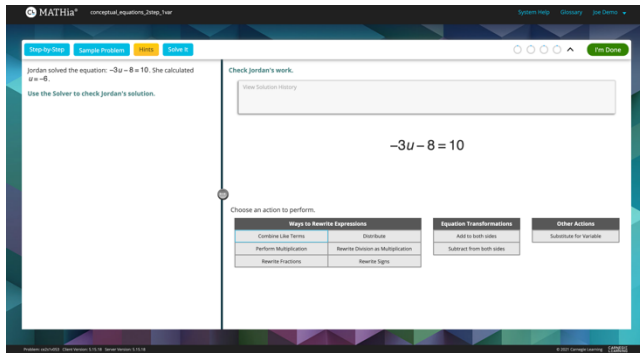 MATHia®
conceptual_equations_2step_1var
System Help Glossary Joe Demo
Step-by-Step Sample Problem Hints Solve It
I'm Done
Jordan solved the equation: −3u − 8 = 10. She calculated
u = −6.
Use the Solver to check Jordan's solution.
Check Jordan's work.
View Solution History
−3u − 8 = 10
Choose an action to perform.
Ways to Rewrite Expressions
Combine Like Terms Distribute
Perform Multiplication Rewrite Division as Multiplication
Rewrite Fractions Rewrite Signs
Equation Transformations
Add to both sides
Subtract from both sides
Other Actions
Substitute for Variable
© 2021 Carnegie Learning